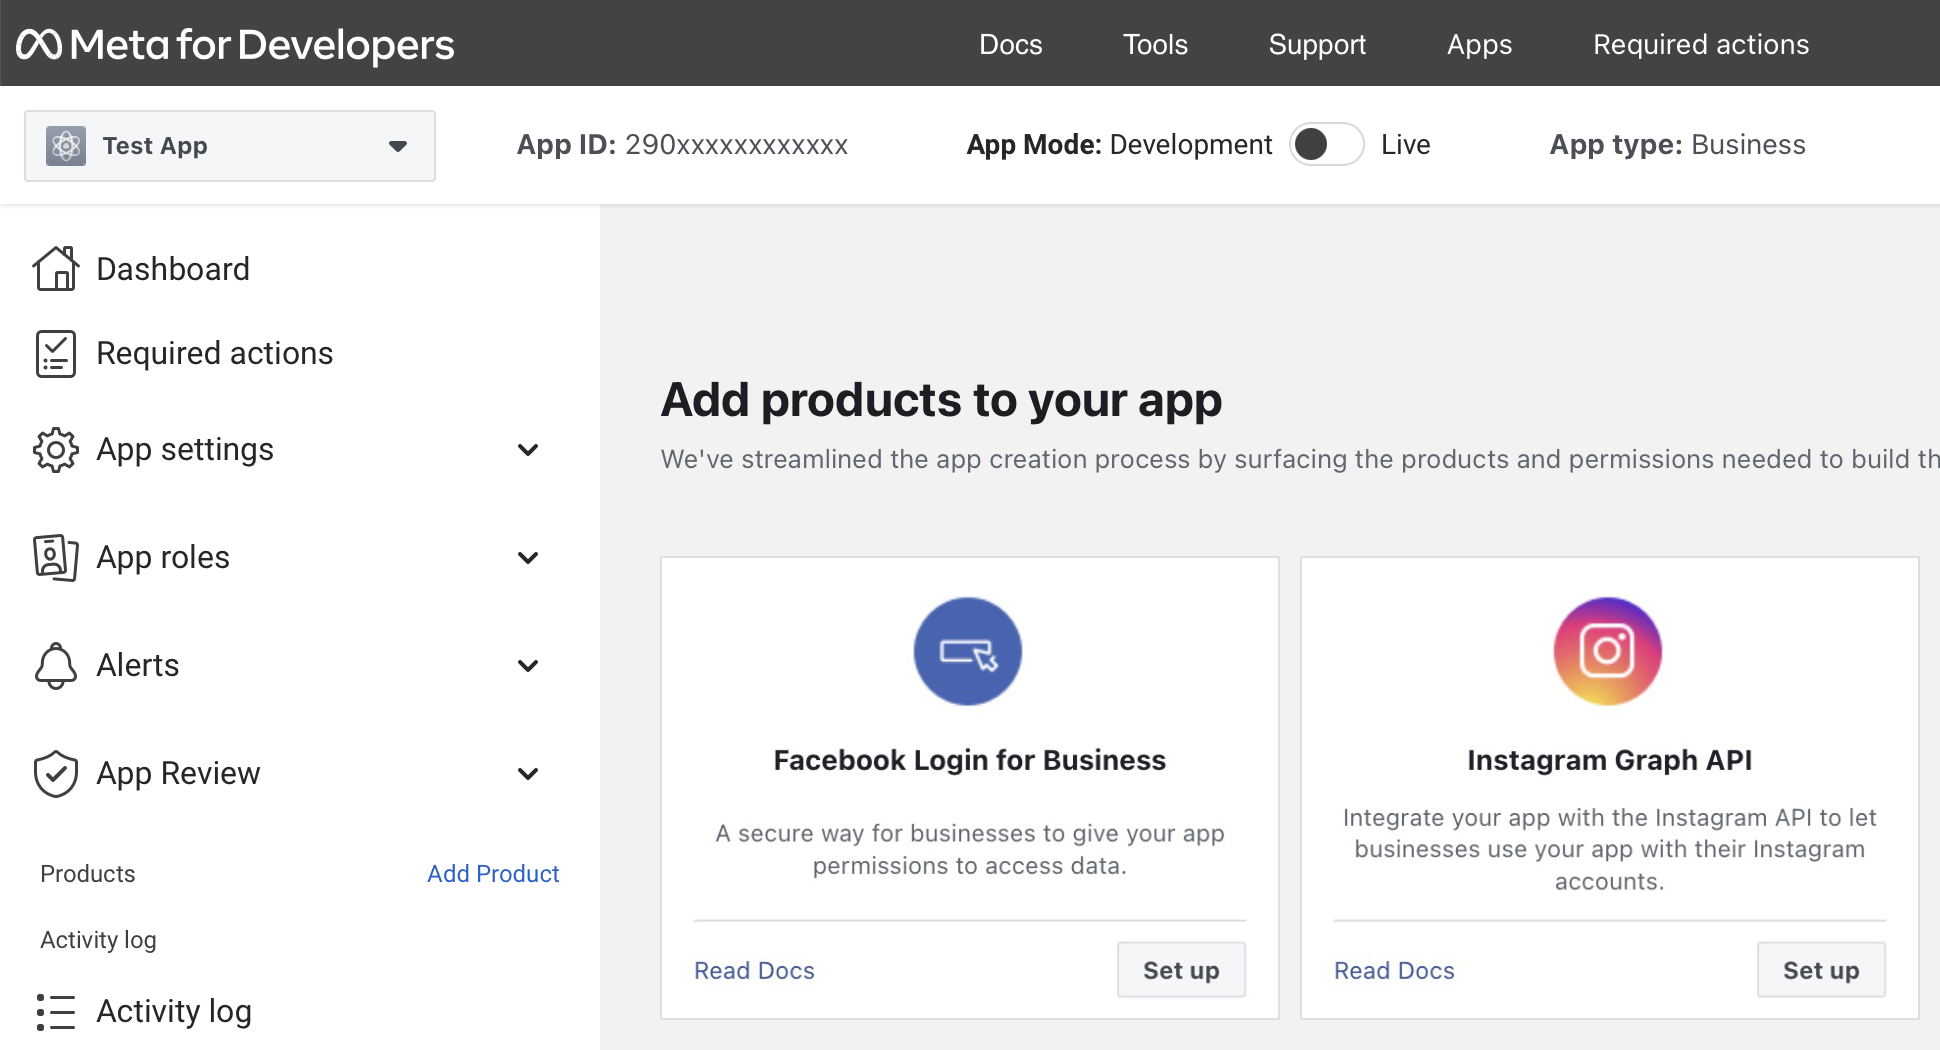 Meta for Developers
Docs
Tools
Support
Apps
Required actions
Test App
App ID: 290xxxxxxxxxxxx
App Mode: Development
Live
App type: Business
Dashboard
Required actions
App settings
App roles
Alerts
App Review
Products
Add Product
Activity log
Activity log
Add products to your app
We've streamlined the app creation process by surfacing the products and permissions needed to build th
Facebook Login for Business
A secure way for businesses to give your app
permissions to access data.
Read Docs
Set up
Instagram Graph API
Integrate your app with the Instagram API to let
businesses use your app with their Instagram
accounts.
Read Docs
Set up